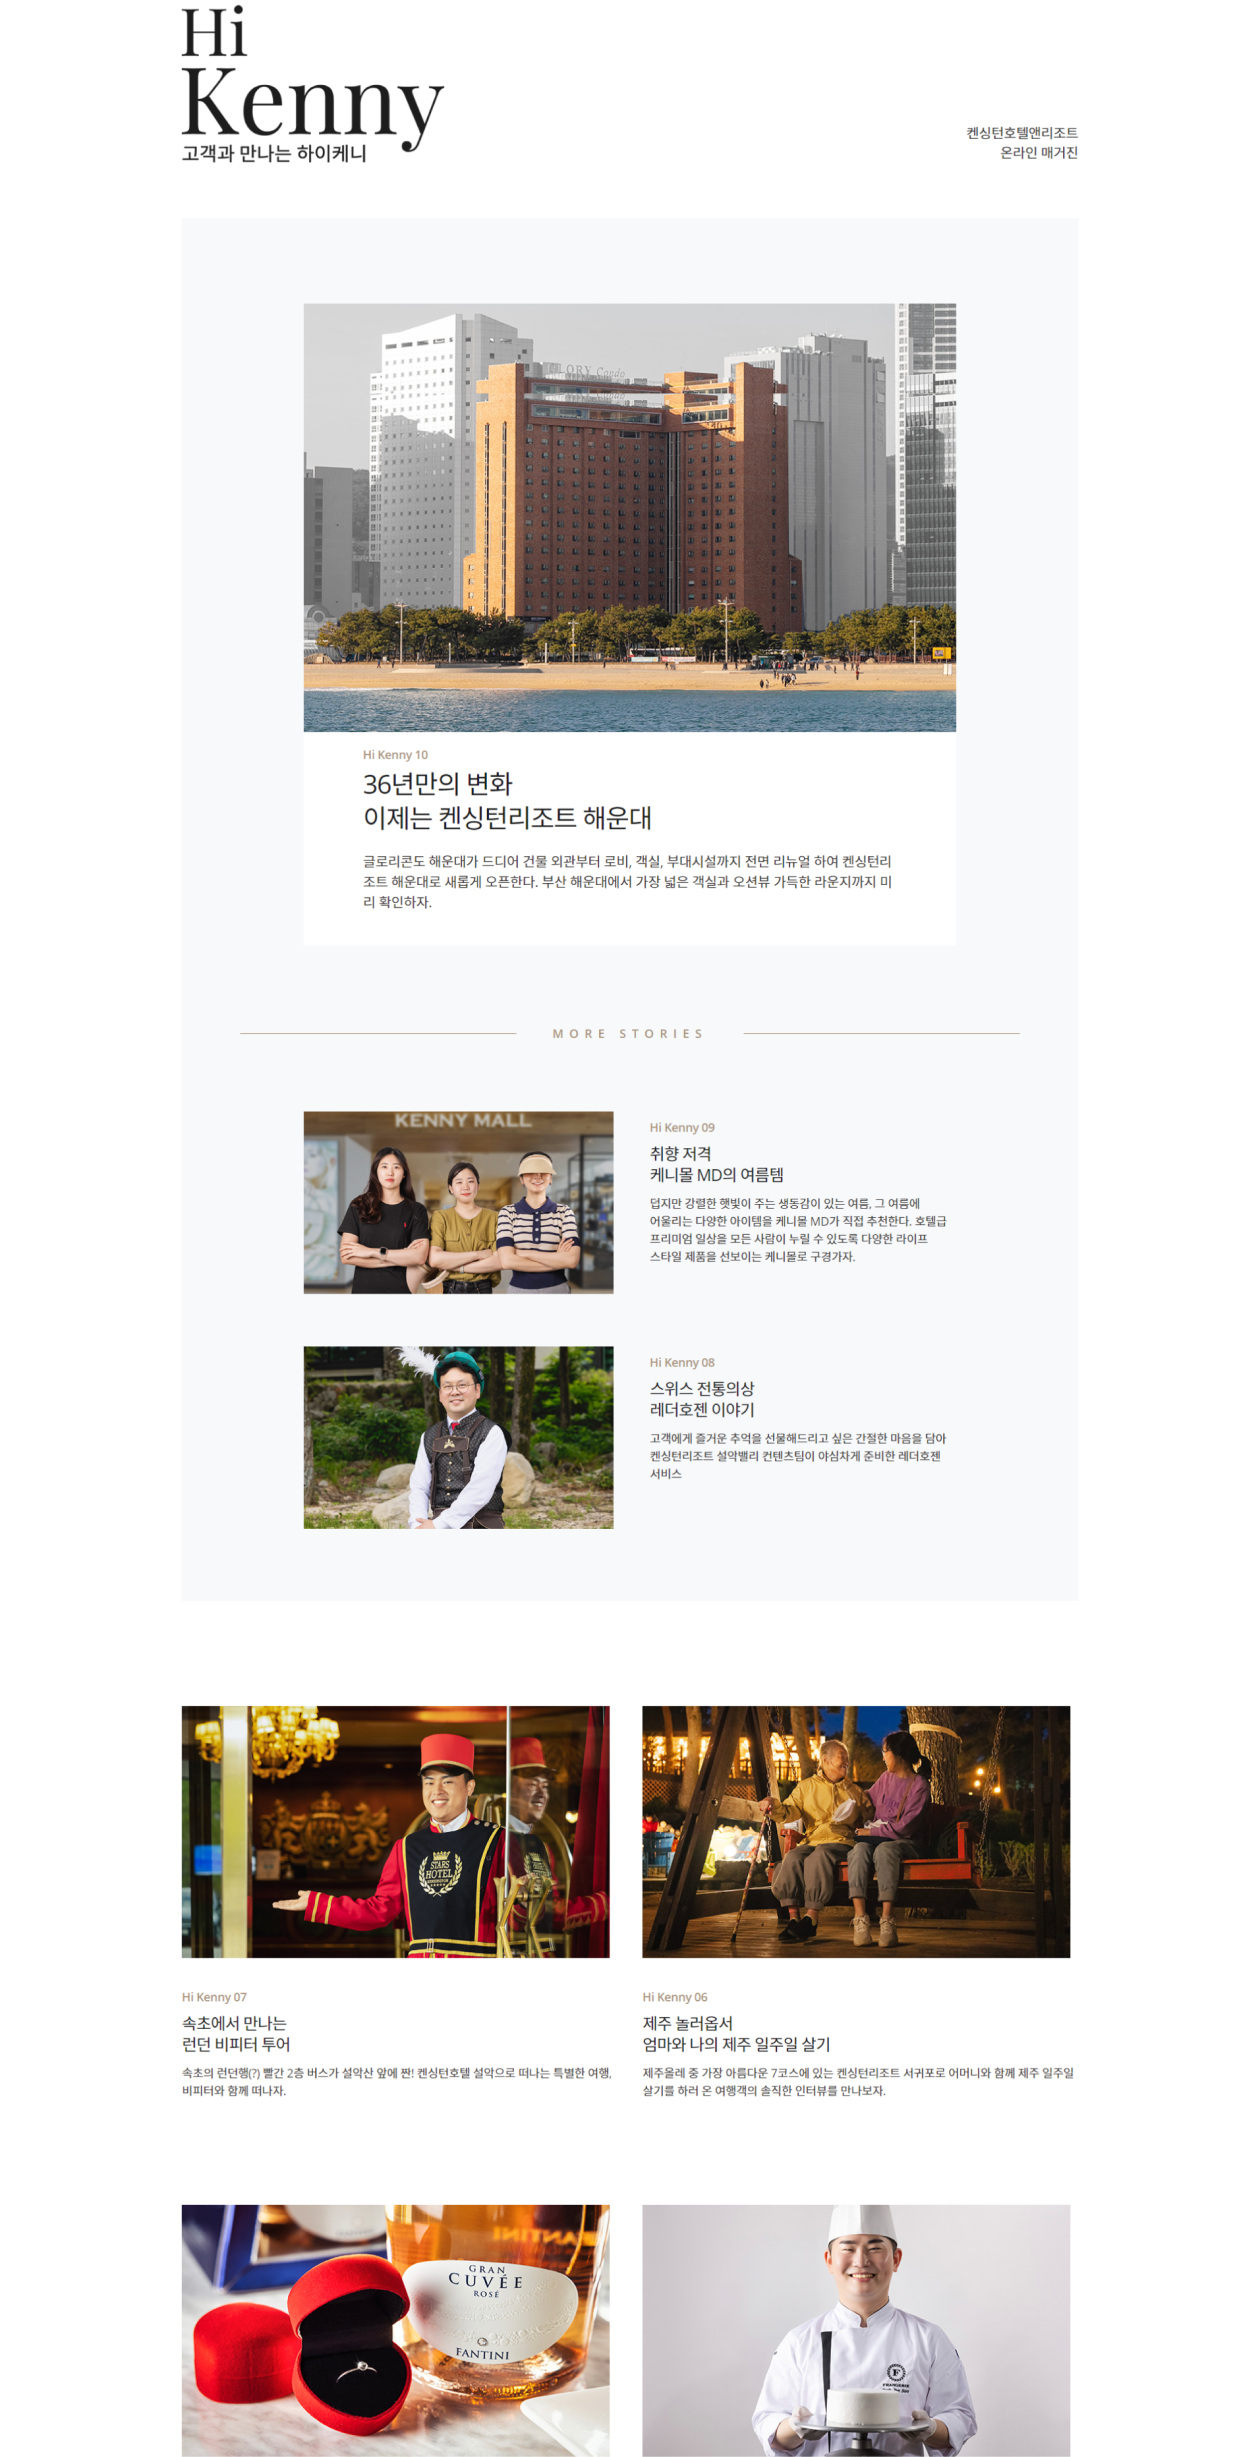 Hi
Kenny
고객과 만나는 하이케니
켄싱턴호텔앤리조트
온라인 매거진
GLORY Condo
Hi Kenny 10
36년만의 변화
이제는 켄싱턴리조트 해운대
글로리콘도 해운대가 드디어 건물 외관부터 로비, 객실, 부대시설까지 전면 리뉴얼 하여 켄싱턴리
조트 해운대로 새롭게 오픈한다. 부산 해운대에서 가장 넓은 객실과 오션뷰 가득한 라운지까지 미
리 확인하자.
MORE STORIES
KENNY MALL
Hi Kenny 09
취향 저격
케니몰 MD의 여름템
덥지만 강렬한 햇빛이 주는 생동감이 있는 여름, 그 여름에
어울리는 다양한 아이템을 케니몰 MD가 직접 추천한다. 호텔급
프리미엄 일상을 모든 사람이 누릴 수 있도록 다양한 라이프
스타일 제품을 선보이는 케니몰로 구경가자.
Hi Kenny 08
스위스 전통의상
레더호젠 이야기
고객에게 즐거운 추억을 선물해드리고 싶은 간절한 마음을 담아
켄싱턴리조트 설악밸리 컨텐츠팀이 야심차게 준비한 레더호젠
서비스
STARS
HOTEL
Hi Kenny 07
속초에서 만나는
런던 비피터 투어
속초의 런던행(?) 빨간 2층 버스가 설악산 앞에 짠! 켄싱턴호텔 설악으로 떠나는 특별한 여행,
비피터와 함께 떠나자.
Hi Kenny 06
제주 놀러옵서
엄마와 나의 제주 일주일 살기
제주올레 중 가장 아름다운 7코스에 있는 켄싱턴리조트 서귀포로 어머니와 함께 제주 일주일
살기를 하러 온 여행객의 솔직한 인터뷰를 만나보자.
GRAN
CUVÉE
ROSÉ
FANTINI
F